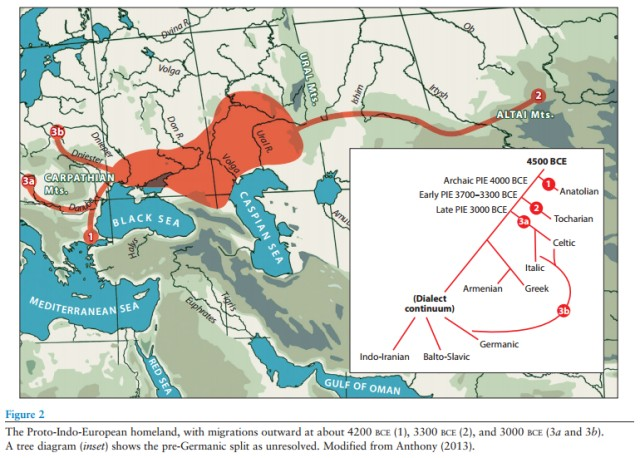 Dvina R.
Volga
URAL Mts.
Ob
Ishim
Irtysh
2
ALTAI Mts.
3b
Dnieper
Don R.
Ural R.
Dniester
Volga
3a
CARPATHIAN
Mts.
Danube
1
BLACK SEA
CASPIAN SEA
Amu
Halys
MEDITERRANEAN SEA
Euphrates
Tigris
RED SEA
GULF OF OMAN
4500 BCE
Archaic PIE 4000 BCE
1
Anatolian
Early PIE 3700–3300 BCE
2
Late PIE 3000 BCE
Tocharian
3a
Celtic
Italic
Armenian
Greek
(Dialect
continuum)
3b
Germanic
Indo-Iranian
Balto-Slavic
Figure 2
The Proto-Indo-European homeland, with migrations outward at about 4200 BCE (1), 3300 BCE (2), and 3000 BCE (3a and 3b).
A tree diagram (inset) shows the pre-Germanic split as unresolved. Modified from Anthony (2013).